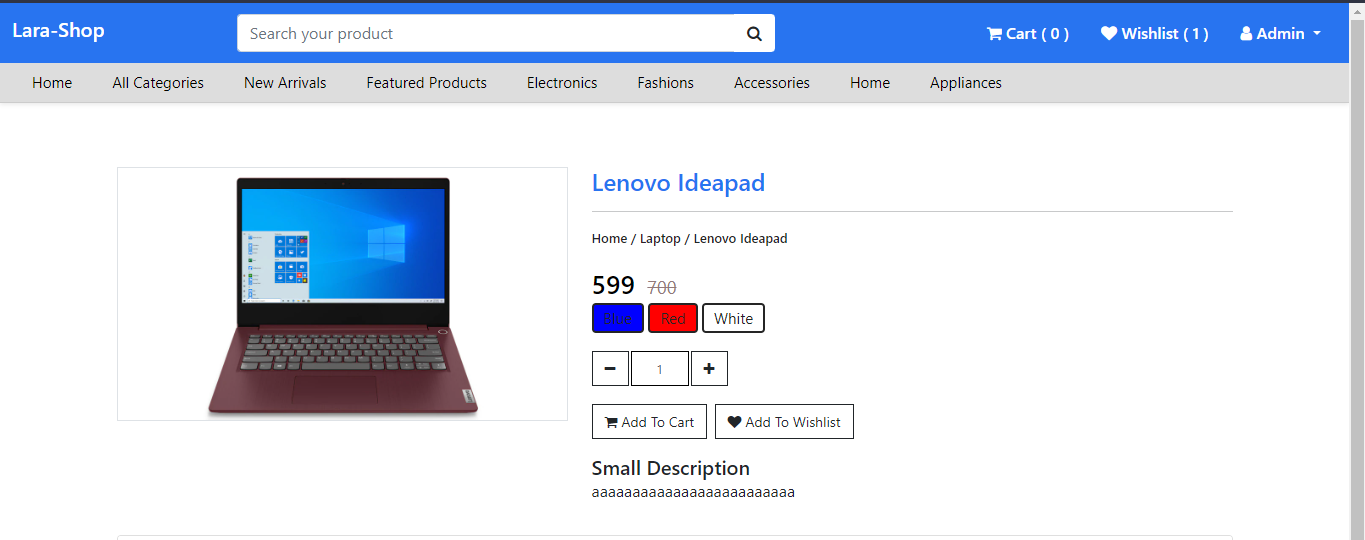 Lara-Shop
Search your product
Cart ( 0 )
Wishlist ( 1 )
Admin
Home
All Categories
New Arrivals
Featured Products
Electronics
Fashions
Accessories
Home
Appliances
Lenovo Ideapad
Home / Laptop / Lenovo Ideapad
599 700
Blue Red White
1
Add To Cart
Add To Wishlist
Small Description
aaaaaaaaaaaaaaaaaaaaaaaaa